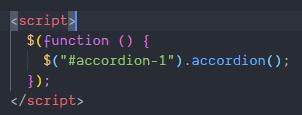 <script>
$(function () {
$("#accordion-1").accordion();
});
</script>